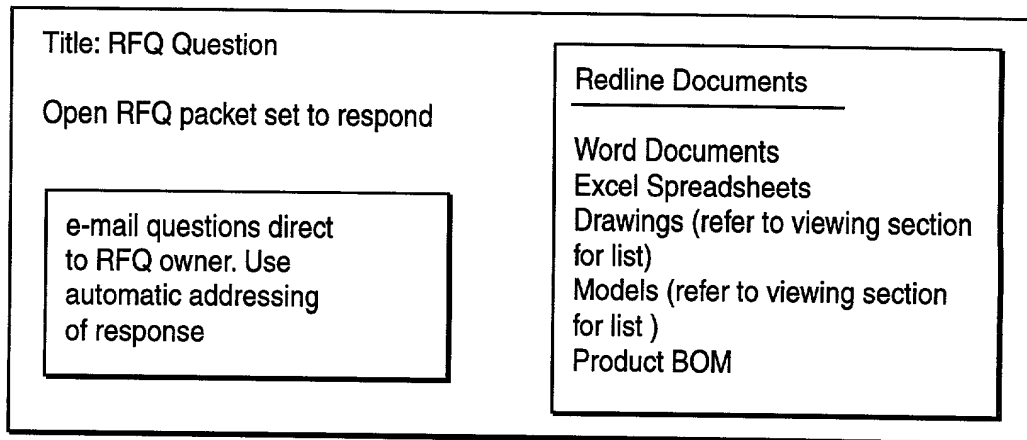 Title: RFQ Question
Open RFQ packet set to respond
e-mail questions direct
to RFQ owner. Use
automatic addressing
of response
Redline Documents
Word Documents
Excel Spreadsheets
Drawings (refer to viewing section
for list)
Models (refer to viewing section
for list )
Product BOM